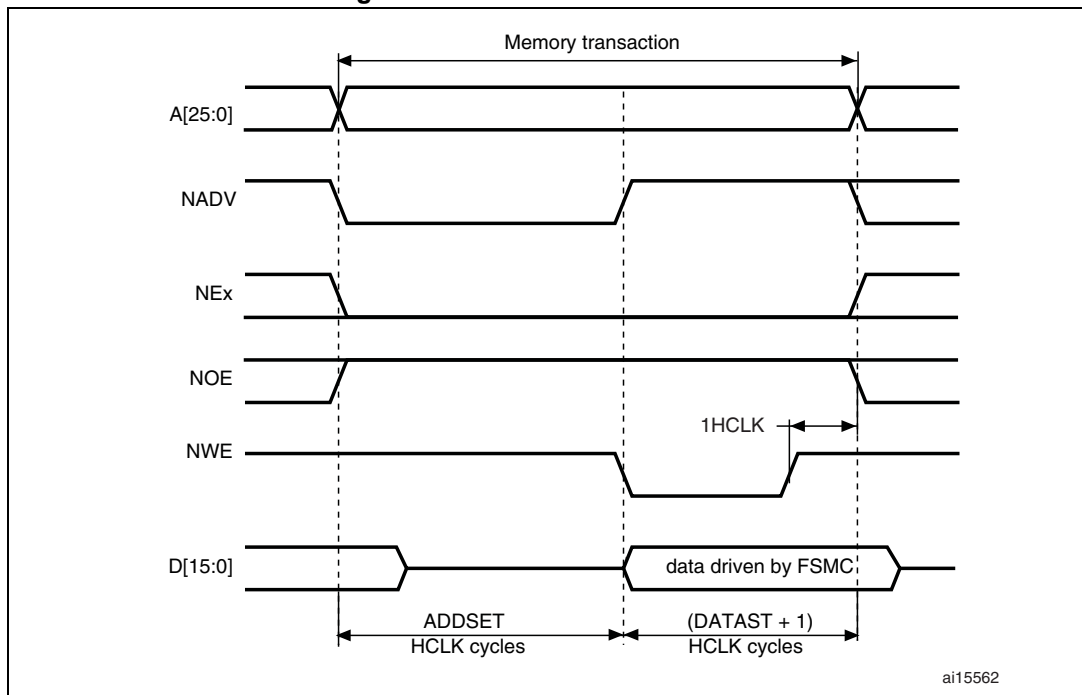 Memory transaction
A[25:0]
NADV
NEx
NOE
1HCLK
NWE
D[15:0]
data driven by FSMC
ADDSET
HCLK cycles
(DATAST + 1)
HCLK cycles
ai15562